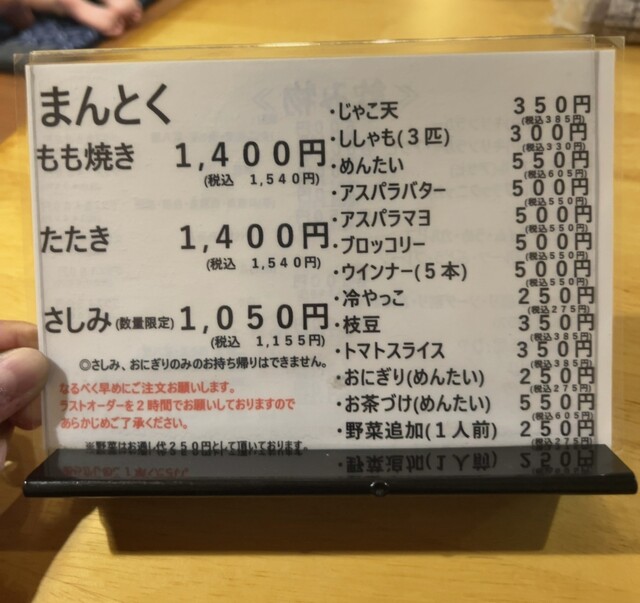 まんとく
もも焼き 1,400円
(税込 1,540円)
たたき 1,400円
(税込 1,540円)
さしみ(数量限定) 1,050円
(税込 1,155円)
◎さしみ、おにぎりのみのお持ち帰りはできません。
なるべく早めにご注文お願いします。
ラストオーダーを2時間でお願いしておりますので
あらかじめご了承ください。
※野菜はお通し代250円として頂いております。
・じゃこ天 350円
(税込385円)
・ししゃも(3匹) 300円
(税込330円)
・めんたい 550円
(税込605円)
・アスパラバター 500円
(税込550円)
・アスパラマヨ 500円
(税込550円)
・ブロッコリー 500円
(税込550円)
・ウインナー(5本) 500円
(税込550円)
・冷やっこ 250円
(税込275円)
・枝豆 350円
(税込385円)
・トマトスライス 350円
(税込385円)
・おにぎり(めんたい) 250円
(税込275円)
・お茶づけ(めんたい) 550円
(税込605円)
・野菜追加(1人前) 250円
(税込275円)